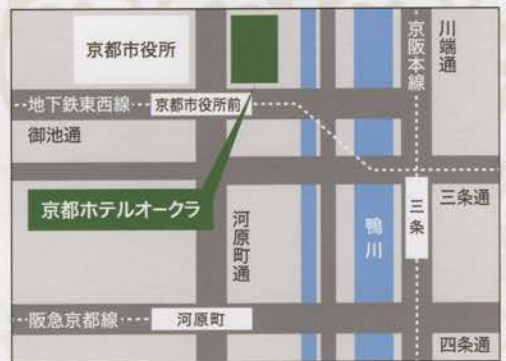 京都市役所
京阪本線
川端通
地下鉄東西線
京都市役所前
御池通
京都ホテルオークラ
河原町通
鴨川
三条
三条通
阪急京都線
河原町
四条通